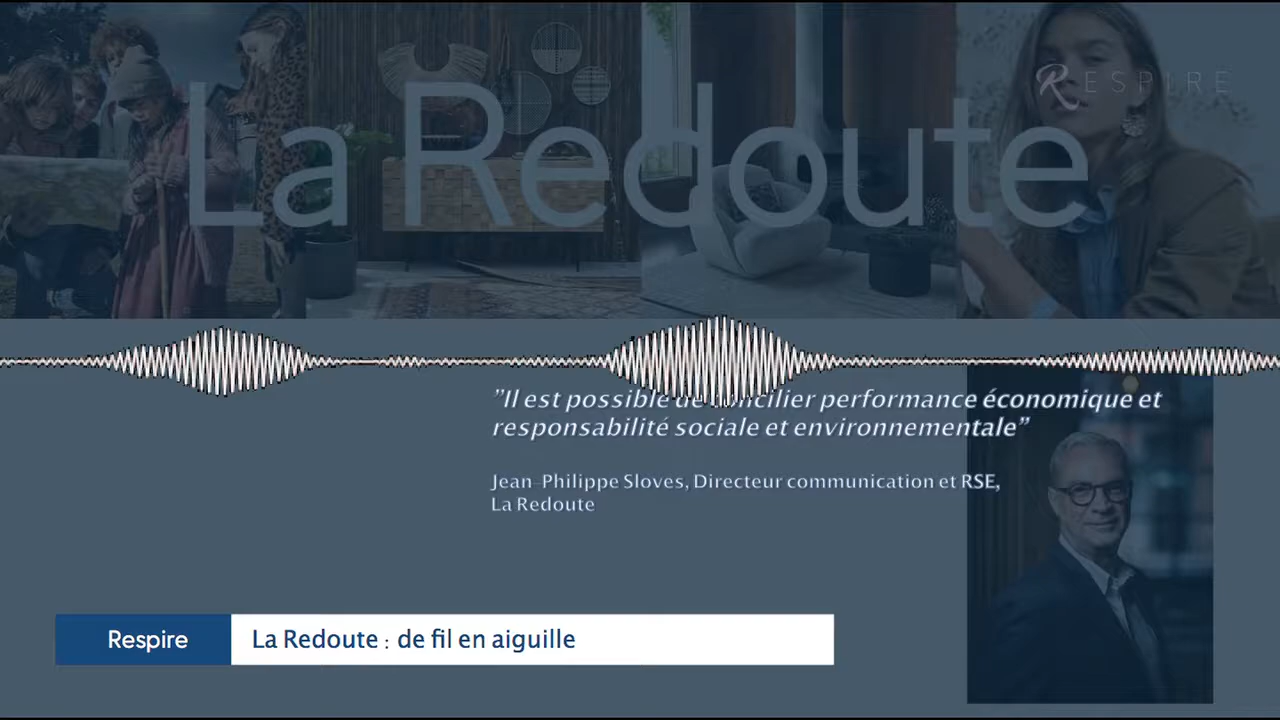 La Redoute
RESPIRE
"Il est possible de concilier performance économique et
responsabilité sociale et environnementale"
Jean-Philippe Sloves, Directeur communication et RSE,
La Redoute
Respire
La Redoute : de fil en aiguille